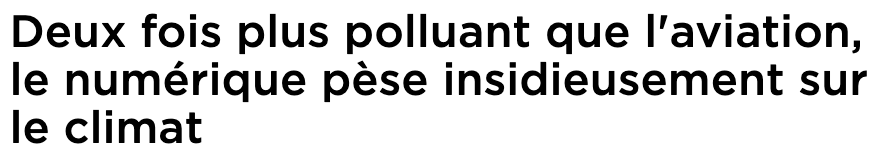 Deux fois plus polluant que l'aviation,
le numérique pèse insidieusement sur
le climat